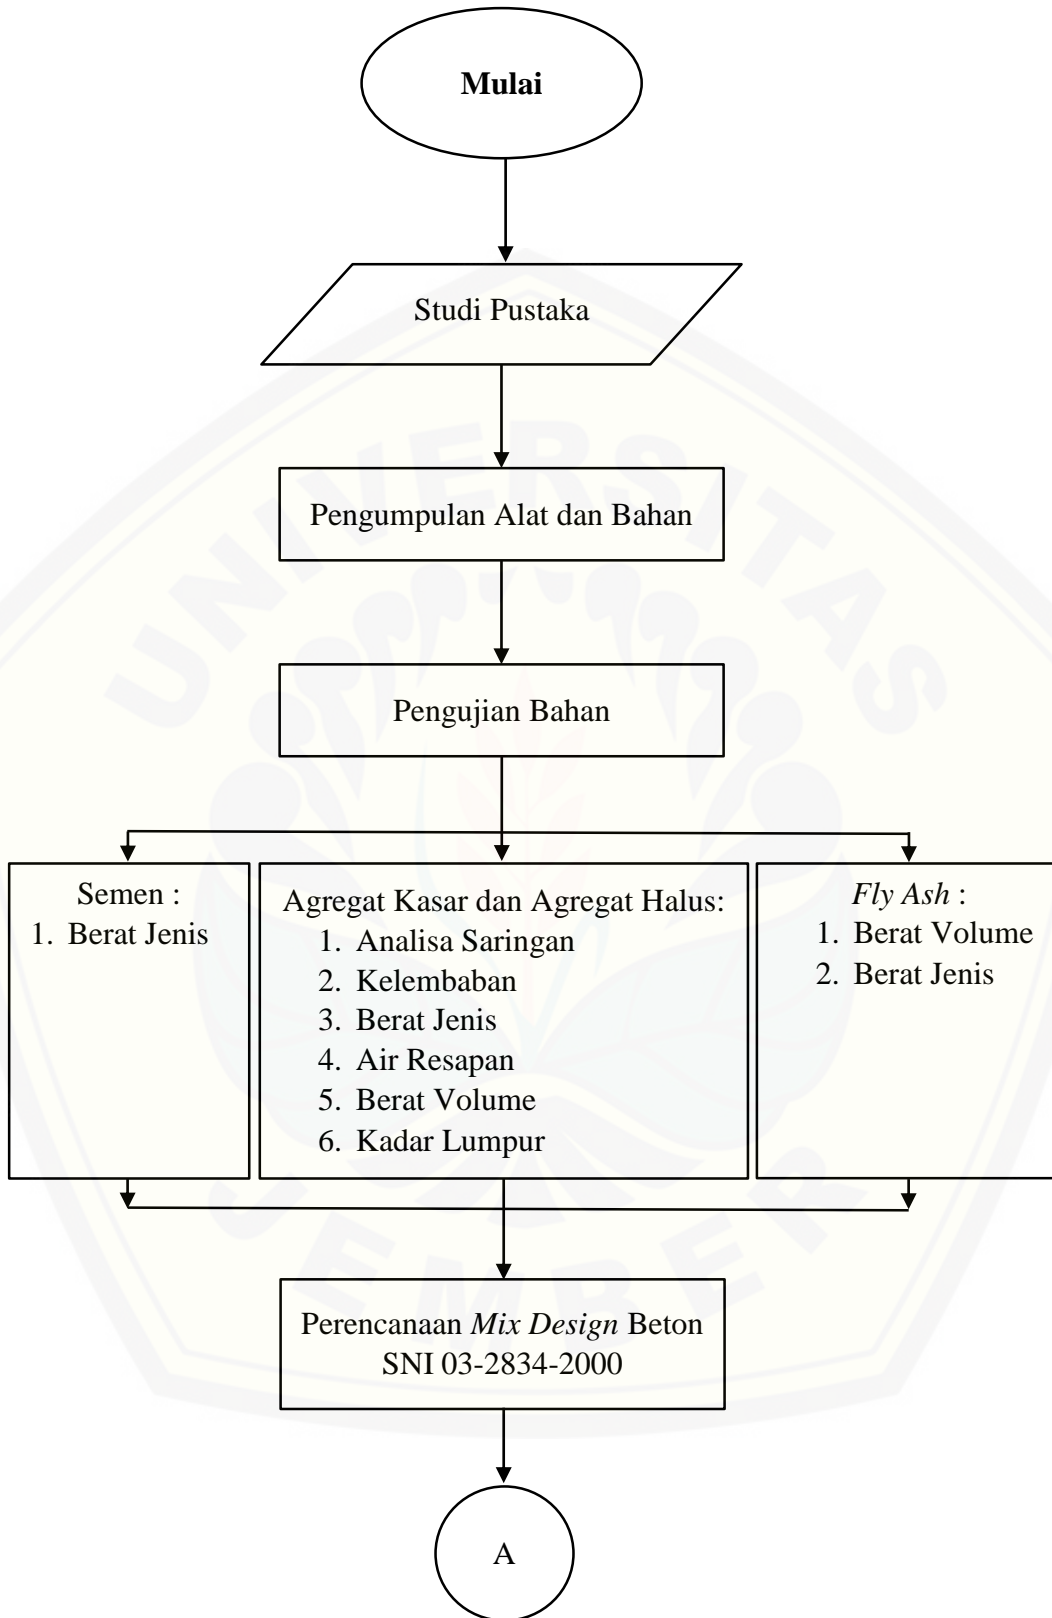 Mulai
Studi Pustaka
Pengumpulan Alat dan Bahan
Pengujian Bahan
Semen :
1. Berat Jenis
Agregat Kasar dan Agregat Halus:
1. Analisa Saringan
2. Kelembaban
3. Berat Jenis
4. Air Resapan
5. Berat Volume
6. Kadar Lumpur
Fly Ash :
1. Berat Volume
2. Berat Jenis
Perencanaan Mix Design Beton
SNI 03-2834-2000
A
UNIVERSITAS
JEMBER